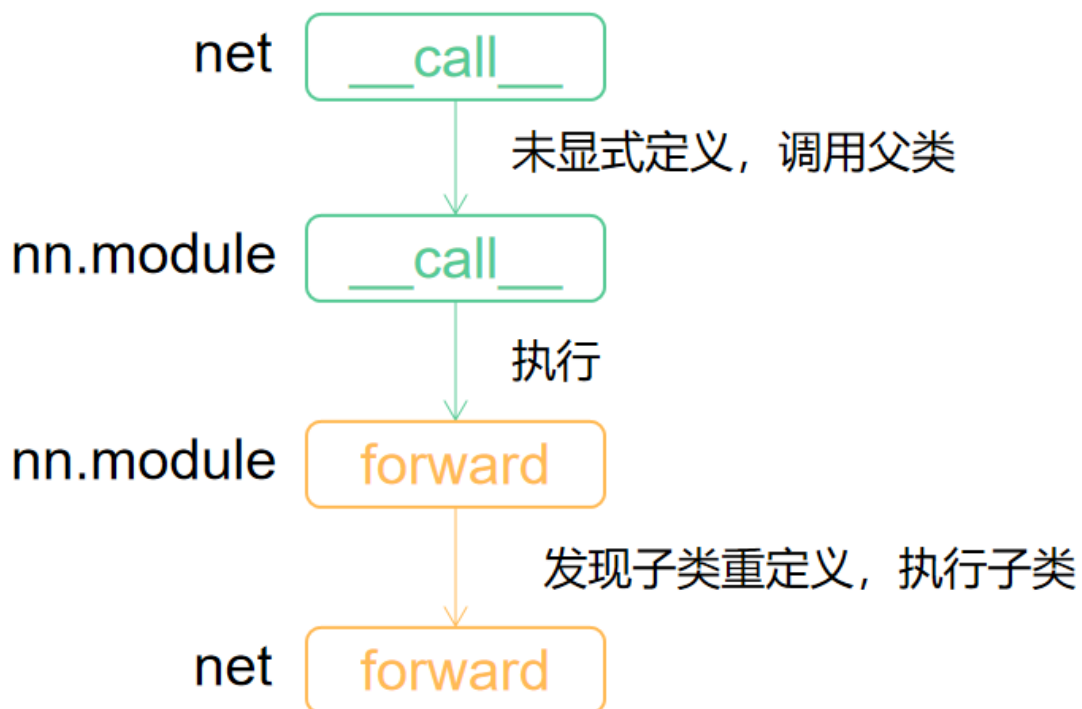 net __call__
未显式定义，调用父类
nn.module __call__
执行
nn.module forward
发现子类重定义，执行子类
net forward